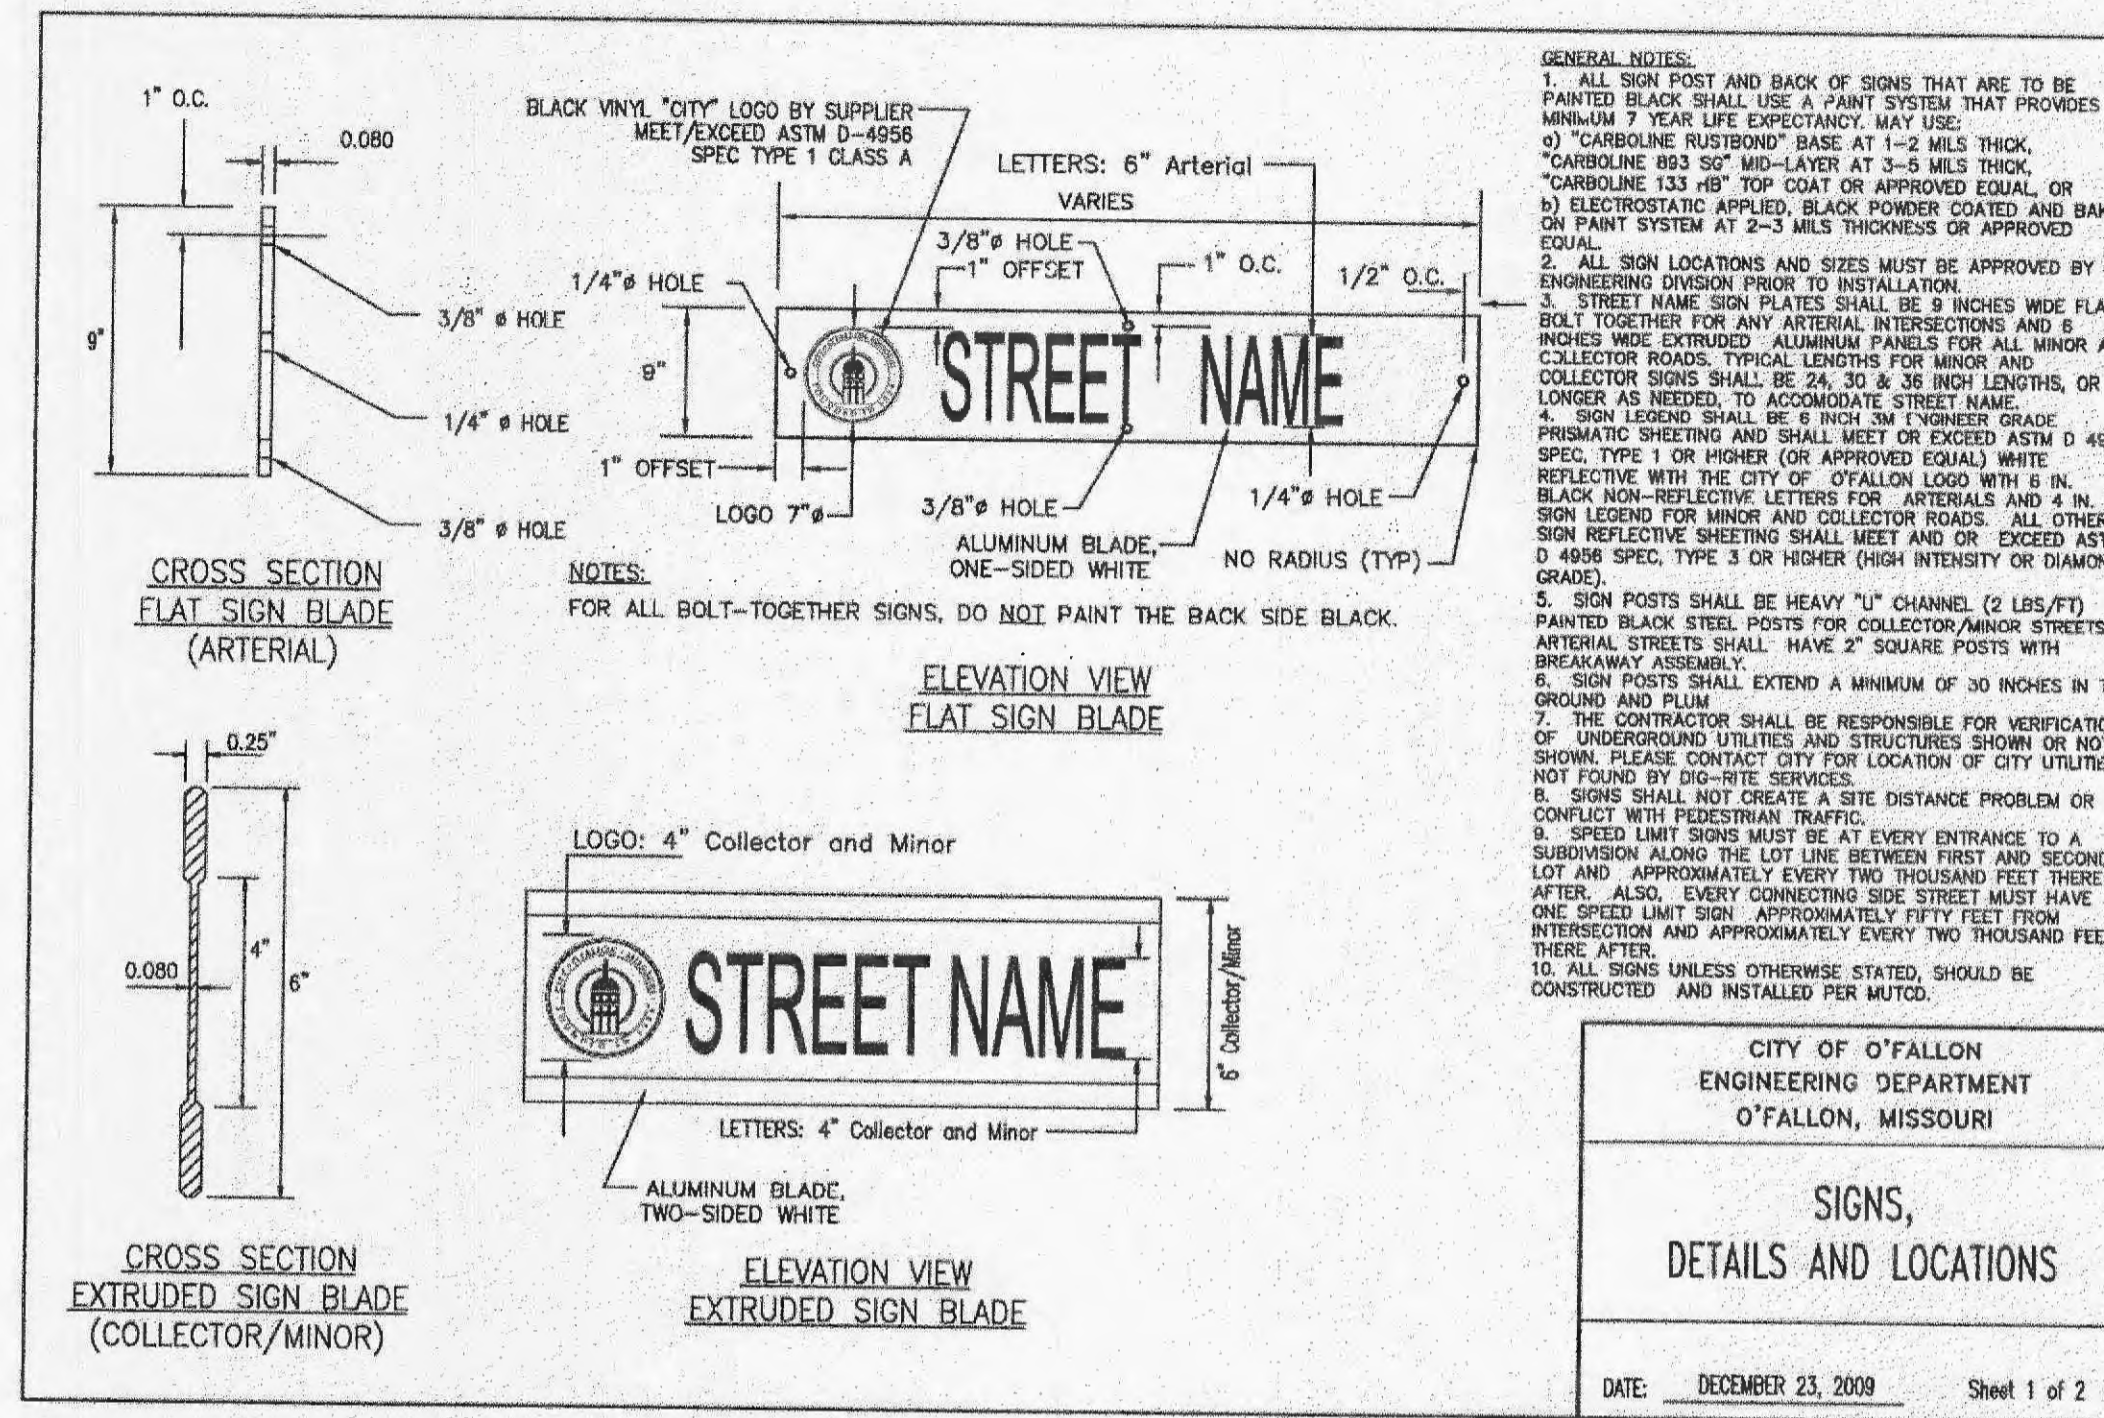 1" O.C.
0.080
9"
3/8" ø HOLE
1/4" ø HOLE
3/8" ø HOLE
CROSS SECTION
FLAT SIGN BLADE
(ARTERIAL)
BLACK VINYL "CITY" LOGO BY SUPPLIER
MEET/EXCEED ASTM D-4956
SPEC TYPE 1 CLASS A
LETTERS: 6" Arterial
VARIES
3/8"ø HOLE
1" OFFSET
1" O.C.
1/2" O.C.
1/4"ø HOLE
9"
STREET NAME
1" OFFSET
LOGO 7"ø
3/8"ø HOLE
1/4"ø HOLE
ALUMINUM BLADE,
ONE-SIDED WHITE
NO RADIUS (TYP)
NOTES:
FOR ALL BOLT-TOGETHER SIGNS, DO NOT PAINT THE BACK SIDE BLACK.
ELEVATION VIEW
FLAT SIGN BLADE
0.25"
4"
6"
0.080
CROSS SECTION
EXTRUDED SIGN BLADE
(COLLECTOR/MINOR)
LOGO: 4" Collector and Minor
STREET NAME
6" Collector/Minor
LETTERS: 4" Collector and Minor
ALUMINUM BLADE,
TWO-SIDED WHITE
ELEVATION VIEW
EXTRUDED SIGN BLADE
GENERAL NOTES:
1. ALL SIGN POST AND BACK OF SIGNS THAT ARE TO BE
PAINTED BLACK SHALL USE A PAINT SYSTEM THAT PROVIDES
MINIMUM 7 YEAR LIFE EXPECTANCY. MAY USE:
a) "CARBOLINE RUSTBOND" BASE AT 1-2 MILS THICK,
"CARBOLINE 893 SG" MID-LAYER AT 3-5 MILS THICK,
"CARBOLINE 133 HB" TOP COAT OR APPROVED EQUAL, OR
b) ELECTROSTATIC APPLIED, BLACK POWDER COATED AND BAK
ON PAINT SYSTEM AT 2-3 MILS THICKNESS OR APPROVED
EQUAL.
2. ALL SIGN LOCATIONS AND SIZES MUST BE APPROVED BY
ENGINEERING DIVISION PRIOR TO INSTALLATION.
3. STREET NAME SIGN PLATES SHALL BE 9 INCHES WIDE FLA
BOLT TOGETHER FOR ANY ARTERIAL INTERSECTIONS AND 6
INCHES WIDE EXTRUDED ALUMINUM PANELS FOR ALL MINOR A
COLLECTOR ROADS. TYPICAL LENGTHS FOR MINOR AND
COLLECTOR SIGNS SHALL BE 24, 30 & 36 INCH LENGTHS, OR
LONGER AS NEEDED, TO ACCOMODATE STREET NAME.
4. SIGN LEGEND SHALL BE 6 INCH 3M ENGINEER GRADE
PRISMATIC SHEETING AND SHALL MEET OR EXCEED ASTM D 49
SPEC, TYPE 1 OR HIGHER (OR APPROVED EQUAL) WHITE
REFLECTIVE WITH THE CITY OF O'FALLON LOGO WITH 6 IN.
BLACK NON-REFLECTIVE LETTERS FOR ARTERIALS AND 4 IN.
SIGN LEGEND FOR MINOR AND COLLECTOR ROADS. ALL OTHER
SIGN REFLECTIVE SHEETING SHALL MEET AND OR EXCEED AST
D 4956 SPEC, TYPE 3 OR HIGHER (HIGH INTENSITY OR DIAMON
GRADE).
5. SIGN POSTS SHALL BE HEAVY "U" CHANNEL (2 LBS/FT)
PAINTED BLACK STEEL POSTS FOR COLLECTOR/MINOR STREETS
ARTERIAL STREETS SHALL HAVE 2" SQUARE POSTS WITH
BREAKAWAY ASSEMBLY.
6. SIGN POSTS SHALL EXTEND A MINIMUM OF 30 INCHES IN T
GROUND AND PLUM
7. THE CONTRACTOR SHALL BE RESPONSIBLE FOR VERIFICATIO
OF UNDERGROUND UTILITIES AND STRUCTURES SHOWN OR NOT
SHOWN. PLEASE CONTACT CITY FOR LOCATION OF CITY UTILITIE
NOT FOUND BY DIG-RITE SERVICES.
8. SIGNS SHALL NOT CREATE A SITE DISTANCE PROBLEM OR
CONFLICT WITH PEDESTRIAN TRAFFIC.
9. SPEED LIMIT SIGNS MUST BE AT EVERY ENTRANCE TO A
SUBDIVISION ALONG THE LOT LINE BETWEEN FIRST AND SECOND
LOT AND APPROXIMATELY EVERY TWO THOUSAND FEET THERE
AFTER. ALSO, EVERY CONNECTING SIDE STREET MUST HAVE
ONE SPEED LIMIT SIGN APPROXIMATELY FIFTY FEET FROM
INTERSECTION AND APPROXIMATELY EVERY TWO THOUSAND FEE
THERE AFTER.
10. ALL SIGNS UNLESS OTHERWISE STATED, SHOULD BE
CONSTRUCTED AND INSTALLED PER MUTCD.
CITY OF O'FALLON
ENGINEERING DEPARTMENT
O'FALLON, MISSOURI
SIGNS,
DETAILS AND LOCATIONS
DATE: DECEMBER 23, 2009 Sheet 1 of 2